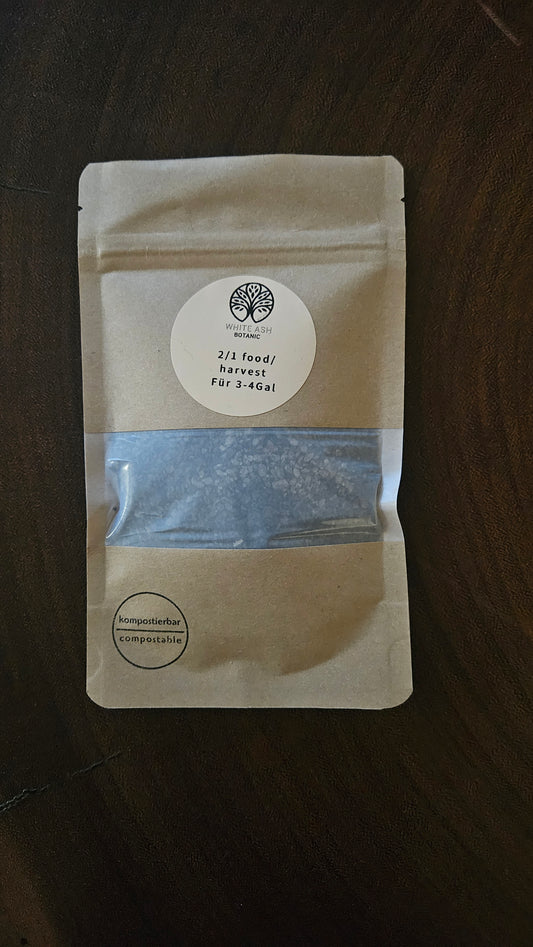 WHITE ASH
BOTANIC
2/1 food/
harvest
Für 3-4Gal
kompostierbar
compostable